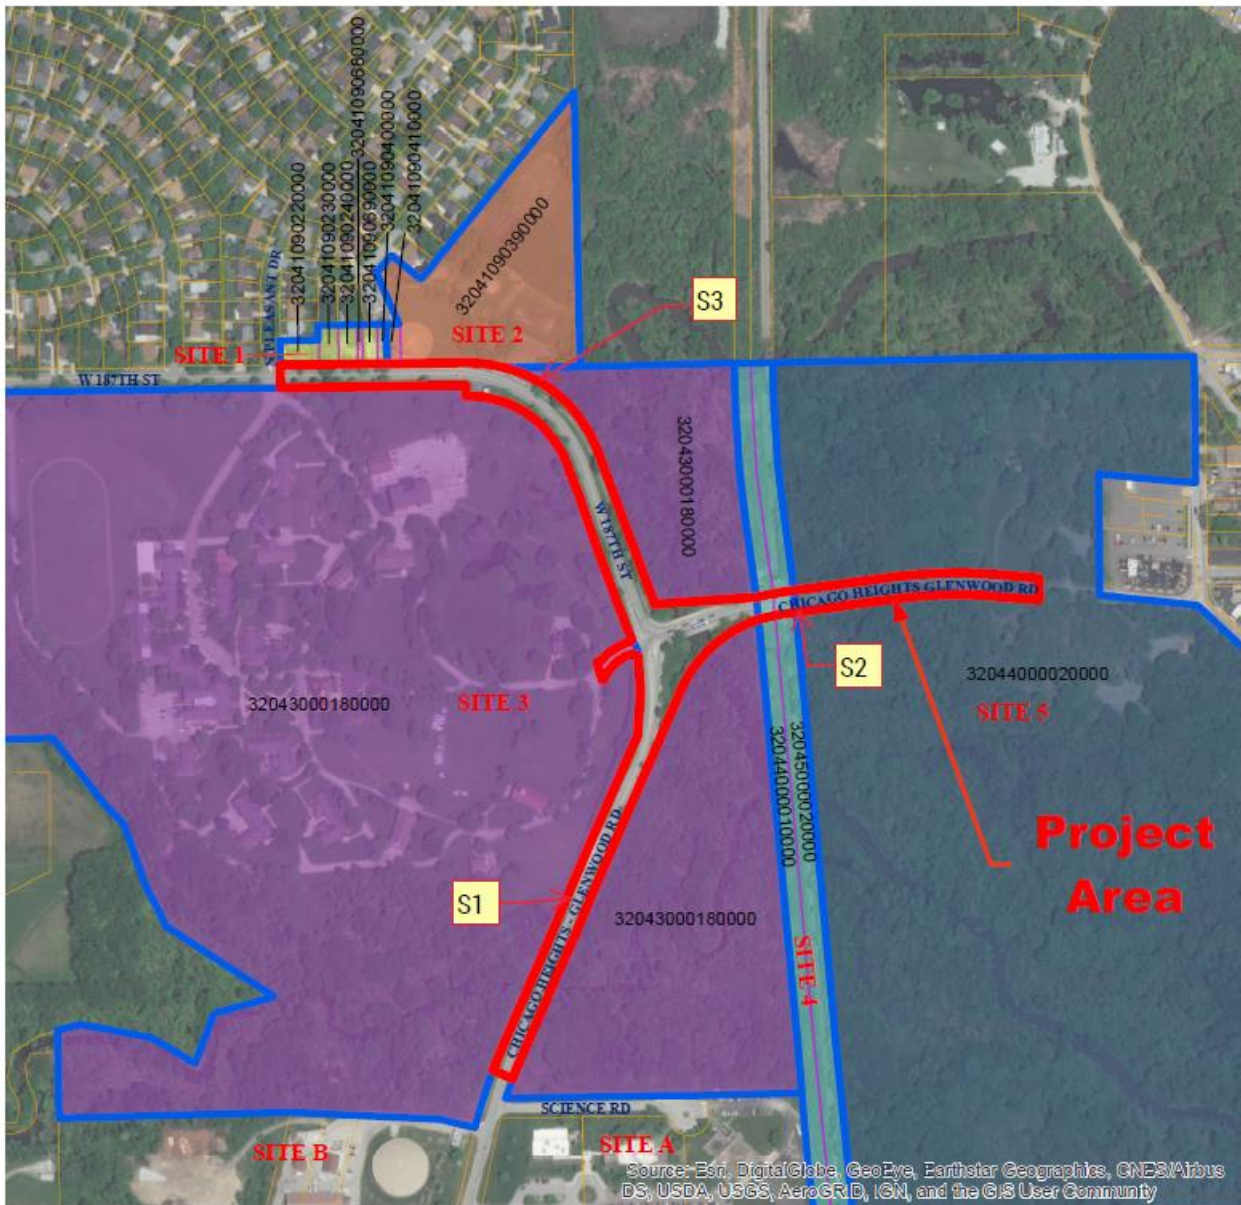 32041090680000
32041090220000
32041090230000
32041090240000
32041090690000
32041090400000
32041090410000
N PLEASANT DR
32041090390000
S3
SITE 2
SITE 1
W 187TH ST
32043000180000
W 187TH ST
CHICAGO HEIGHTS GLENWOOD RD
S2
32044000020000
SITE 3
32043000180000
SITE 5
32045000020000
32044000010000
Project
Area
S1
CHICAGO HEIGHTS - GLENWOOD RD
32043000180000
SITE 4
SCIENCE RD
SITE B
SITE A
Source: Esri, DigitalGlobe, GeoEye, Earthstar Geographics, CNES/Airbus
DS, USDA, USGS, AeroGRID, IGN, and the GIS User Community